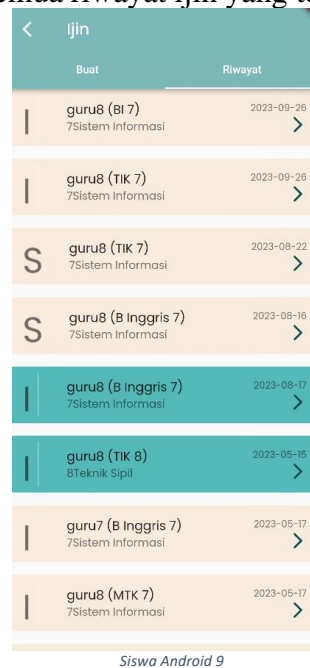 Ijin
Buat Riwayat
I guru8 (BI 7) 2023-09-26
7Sistem Informasi
I guru8 (TIK 7) 2023-09-26
7Sistem Informasi
S guru8 (TIK 7) 2023-08-22
7Sistem Informasi
S guru8 (B Inggris 7) 2023-08-16
7Sistem Informasi
I guru8 (B Inggris 7) 2023-08-17
7Sistem Informasi
I guru8 (TIK 8) 2023-05-15
8Teknik Sipil
I guru7 (B Inggris 7) 2023-05-17
7Sistem Informasi
I guru8 (MTK 7) 2023-05-17
7Sistem Informasi
Siswa Android 9